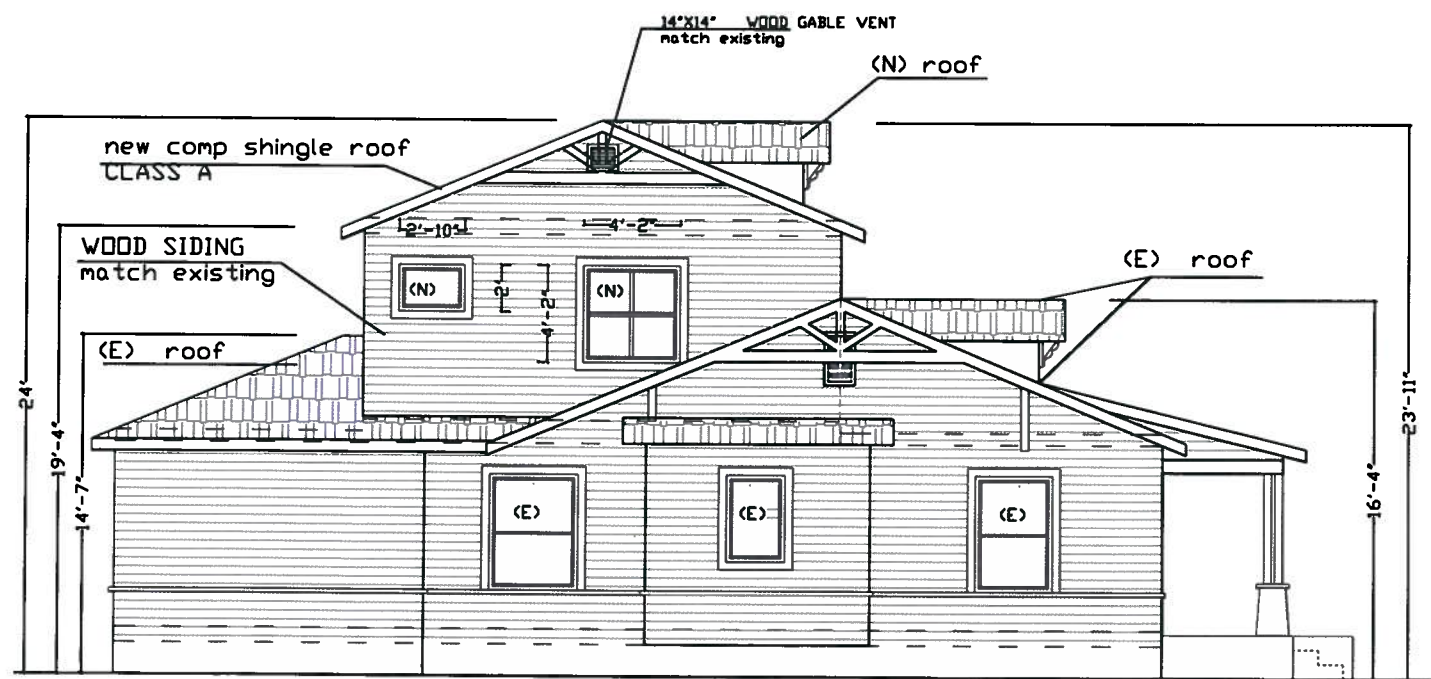 14"X14" WOOD GABLE VENT
match existing
(N) roof
new comp shingle roof
CLASS A
WOOD SIDING
match existing
(E) roof
(E) roof
2'-10"
4'-2"
(N)
2'
4'-2"
(N)
24'
19'-4"
14'-7"
23'-11"
16'-4"
(E)
(E)
(E)